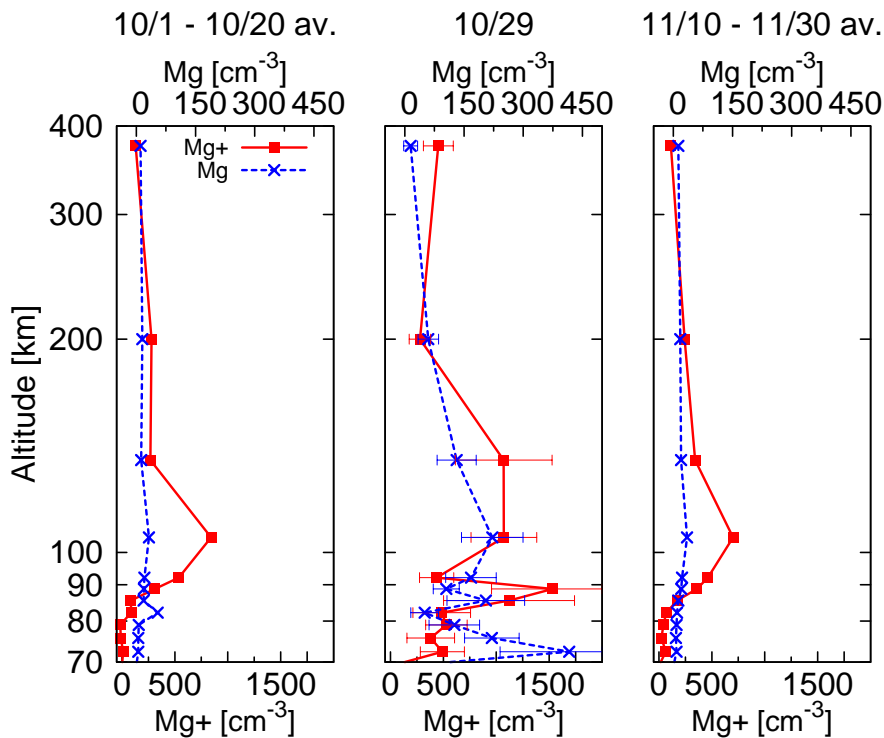 10/1 - 10/20 av. 10/29 11/10 - 11/30 av.
Mg [cm-3] Mg [cm-3] Mg [cm-3]
0 150 300 450 0 150 300 450 0 150 300 450
400
Mg+
Mg
300
200
100
90
80
70
Altitude [km]
0 500 1500 0 500 1500 0 500 1500
Mg+ [cm-3] Mg+ [cm-3] Mg+ [cm-3]